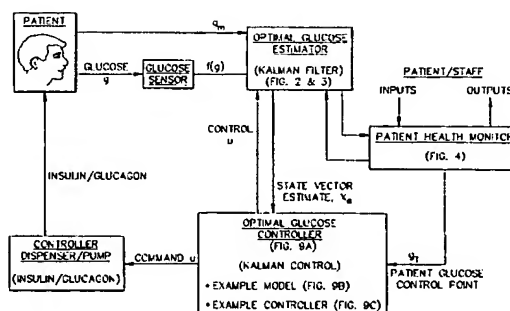 PATIENT
g_m
OPTIMAL GLUCOSE
ESTIMATOR
(KALMAN FILTER)
(FIG. 2 & 3)
GLUCOSE
g
GLUCOSE
SENSOR
f(g)
PATIENT/STAFF
INPUTS
OUTPUTS
PATIENT HEALTH MONITOR
(FIG. 4)
CONTROL
u
INSULIN/GLUCAGON
STATE VECTOR
ESTIMATE, X_e
OPTIMAL GLUCOSE
CONTROLLER
(FIG. 9A)
(KALMAN CONTROL)
• EXAMPLE MODEL (FIG. 9B)
• EXAMPLE CONTROLLER (FIG. 9C)
CONTROLLER
DISPENSER/PUMP
(INSULIN/GLUCAGON)
COMMAND u
g_T
PATIENT GLUCOSE
CONTROL POINT